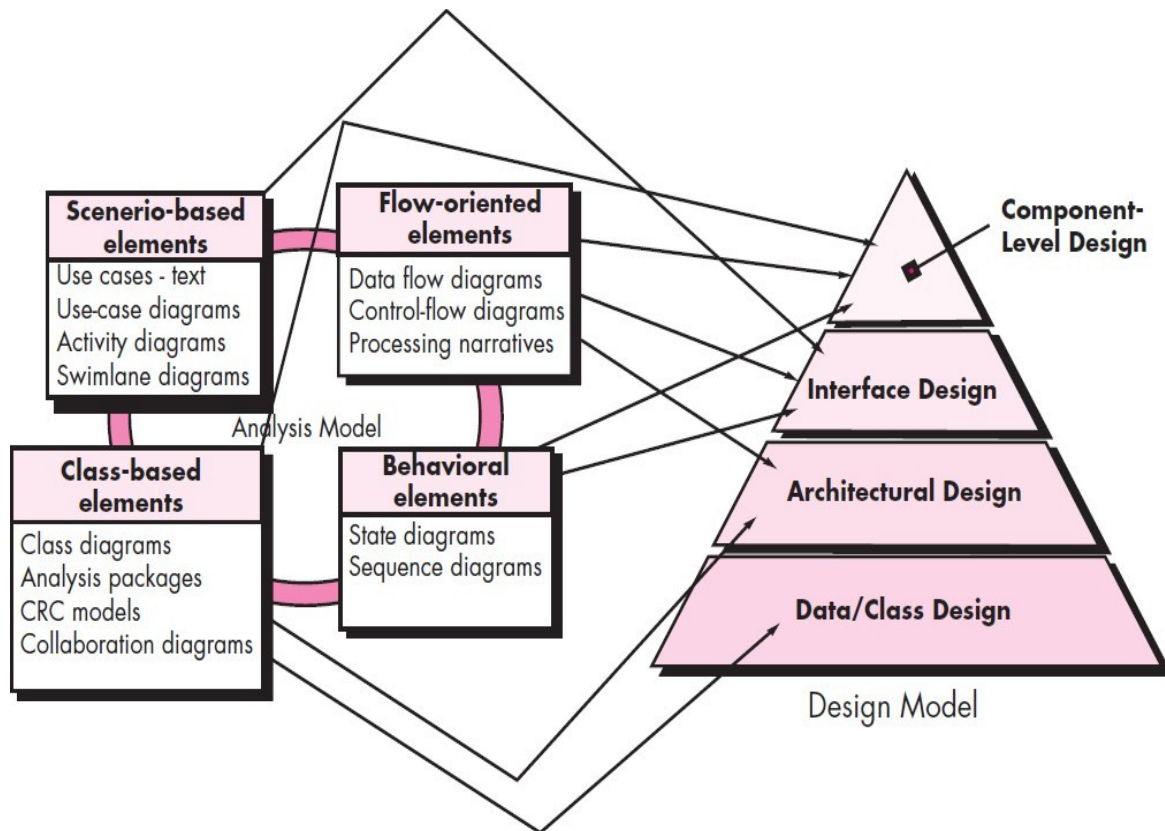 Scenerio-based
elements
Use cases - text
Use-case diagrams
Activity diagrams
Swimlane diagrams
Flow-oriented
elements
Data flow diagrams
Control-flow diagrams
Processing narratives
Analysis Model
Class-based
elements
Class diagrams
Analysis packages
CRC models
Collaboration diagrams
Behavioral
elements
State diagrams
Sequence diagrams
Component-
Level Design
Interface Design
Architectural Design
Data/Class Design
Design Model